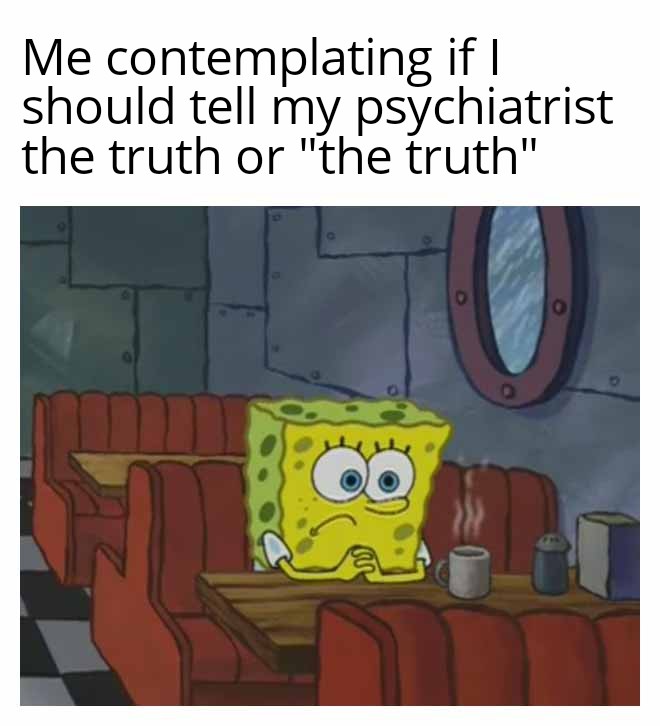 Me contemplating if I
should tell my psychiatrist
the truth or "the truth"